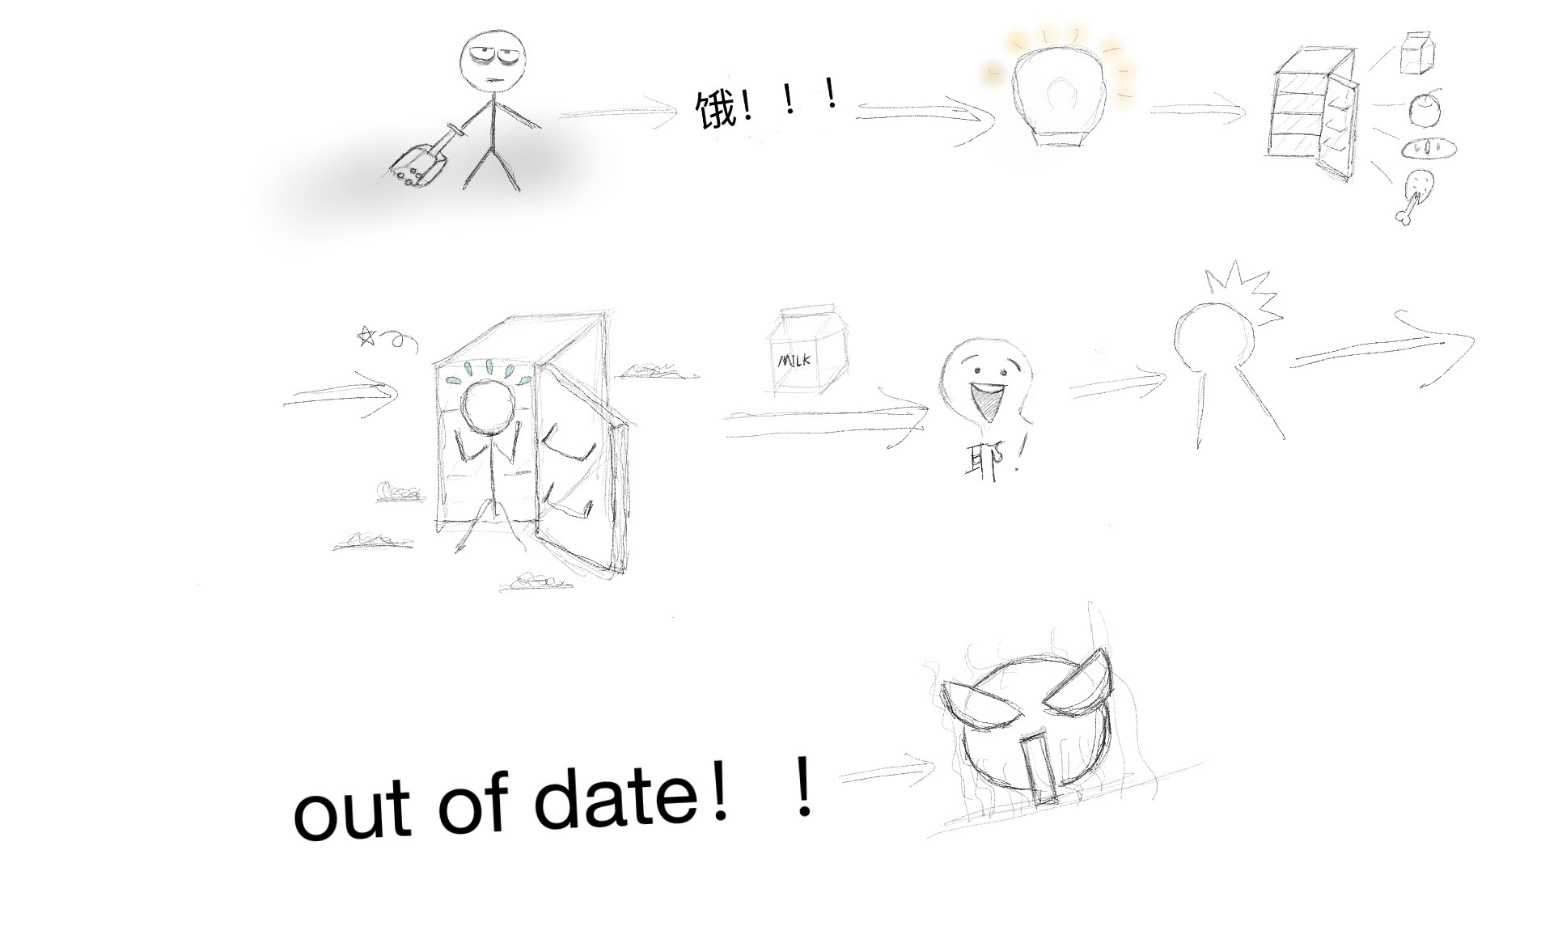 饿！！！
MILK
耶！
out of date！！